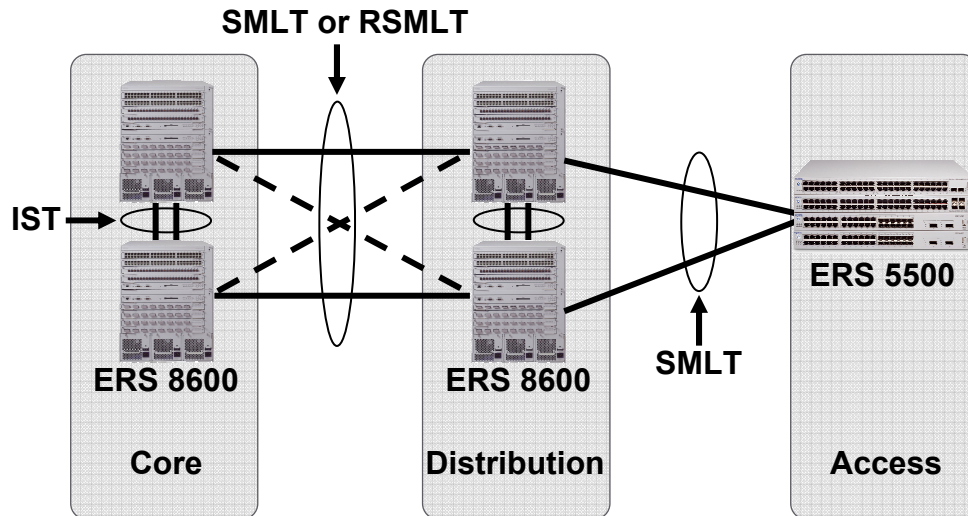 SMLT or RSMLT
IST
ERS 8600
ERS 8600
ERS 5500
SMLT
Core
Distribution
Access